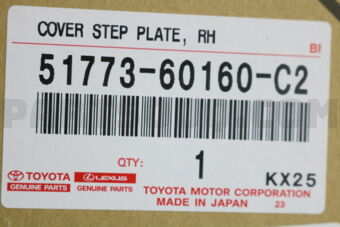 COVER STEP PLATE, RH
BI
51773-60160-C2
QTY: 1 KX25
TOYOTA LEXUS
GENUINE PARTS GENUINE PARTS
TOYOTA MOTOR CORPORATION
MADE IN JAPAN 23